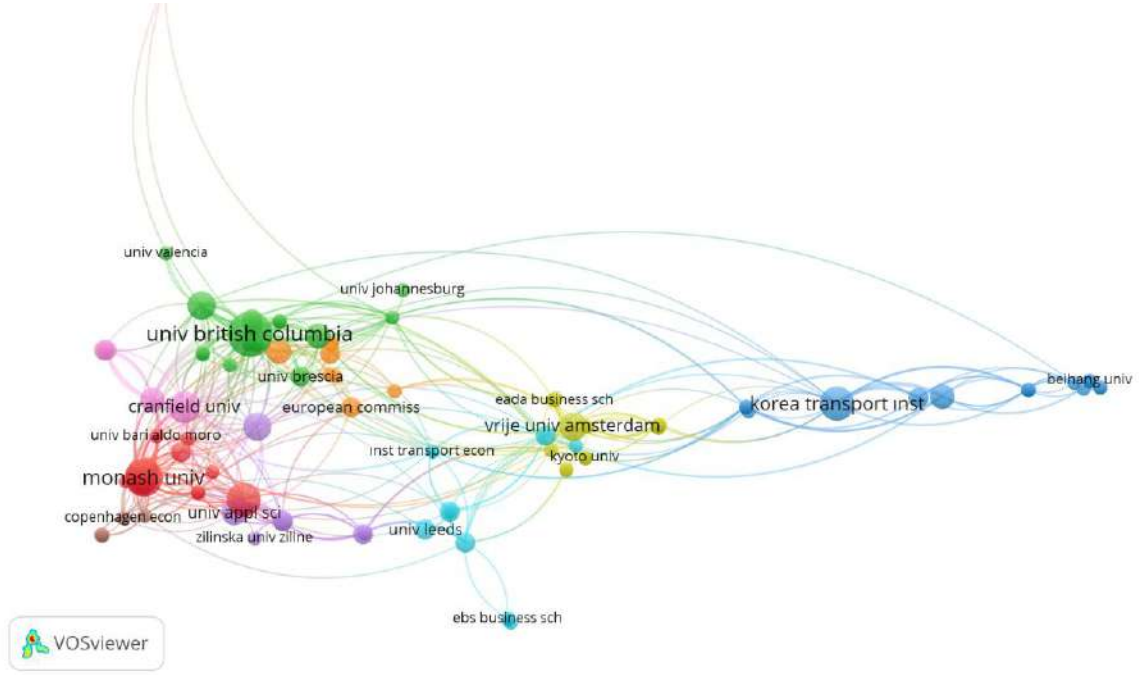 univ valencia
univ johannesburg
univ british columbia
univ brescia
beihang univ
eada business sch
korea transport inst
cranfield univ
european commiss
vrije univ amsterdam
univ bari aldo moro
inst transport econ
kyoto univ
monash univ
copenhagen econ
univ appl sci
univ leeds
zilinska univ ziline
ebs business sch
VOSviewer